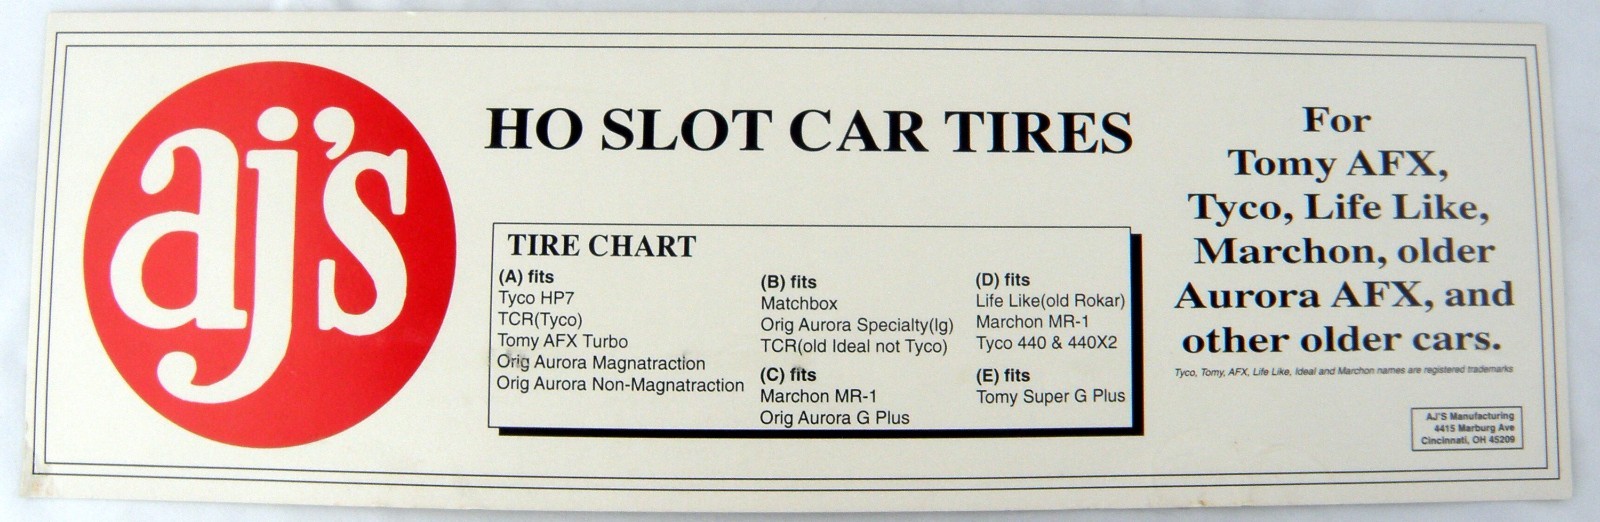 aj's
HO SLOT CAR TIRES
TIRE CHART
(A) fits
Tyco HP7
TCR(Tyco)
Tomy AFX Turbo
Orig Aurora Magnatraction
Orig Aurora Non-Magnatraction
(B) fits
Matchbox
Orig Aurora Specialty(lg)
TCR(old Ideal not Tyco)
(C) fits
Marchon MR-1
Orig Aurora G Plus
(D) fits
Life Like(old Rokar)
Marchon MR-1
Tyco 440 & 440X2
(E) fits
Tomy Super G Plus
For
Tomy AFX,
Tyco, Life Like,
Marchon, older
Aurora AFX, and
other older cars.
Tyco, Tomy, AFX, Life Like, Ideal and Marchon names are registered trademarks
AJ'S Manufacturing
4415 Marburg Ave
Cincinnati, OH 45209